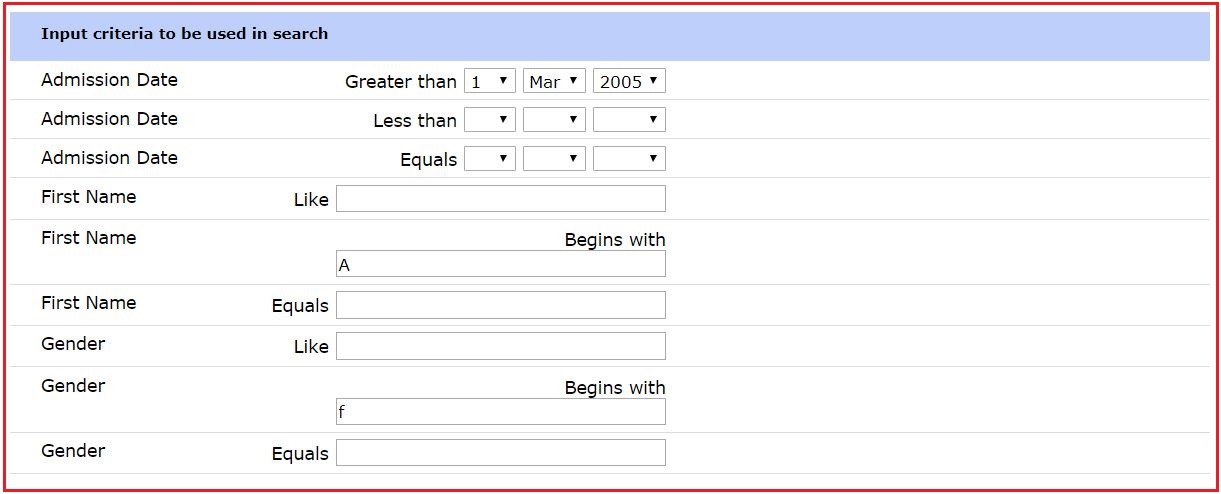 Input criteria to be used in search
Admission Date Greater than 1 Mar 2005
Admission Date Less than
Admission Date Equals
First Name Like
First Name Begins with
A
First Name Equals
Gender Like
Gender Begins with
f
Gender Equals